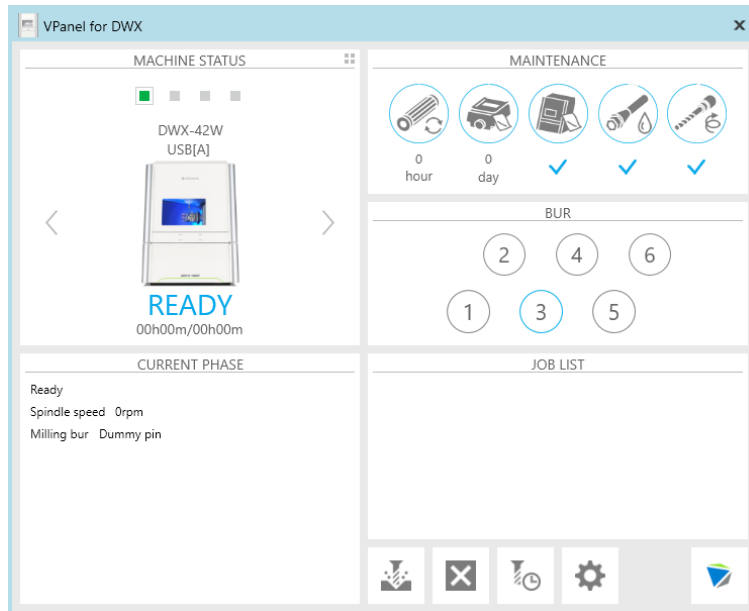 VPanel for DWX
MACHINE STATUS
DWX-42W
USB[A]
READY
00h00m/00h00m
MAINTENANCE
0
hour
0
day
BUR
2 4 6
1 3 5
CURRENT PHASE
Ready
Spindle speed 0rpm
Milling bur Dummy pin
JOB LIST